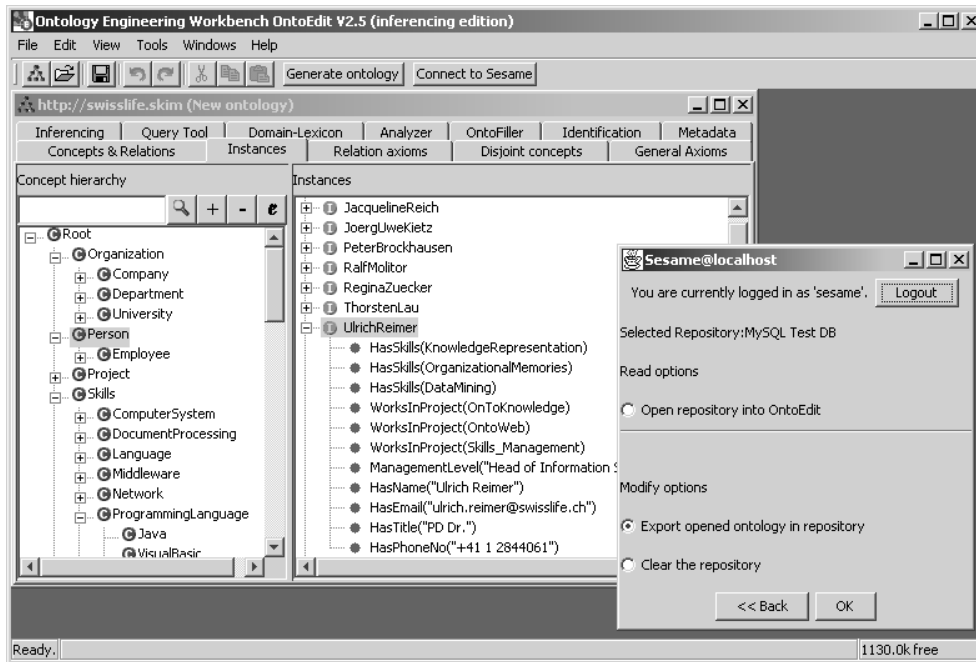 Ontology Engineering Workbench OntoEdit V2.5 (inferencing edition)
File Edit View Tools Windows Help
Generate ontology Connect to Sesame
http://swisslife.skim (New ontology)
Inferencing Query Tool Domain-Lexicon Analyzer OntoFiller Identification Metadata
Concepts & Relations Instances Relation axioms Disjoint concepts General Axioms
Concept hierarchy
+ - e
Root
Organization
Company
Department
University
Person
Employee
Project
Skills
ComputerSystem
DocumentProcessing
Language
Middleware
Network
ProgrammingLanguage
Java
VisualBasic
Instances
JacquelineReich
JoergUweKietz
PeterBrockhausen
RalfMolitor
ReginaZuecker
ThorstenLau
UlrichReimer
HasSkills(KnowledgeRepresentation)
HasSkills(OrganizationalMemories)
HasSkills(DataMining)
WorksInProject(OnToKnowledge)
WorksInProject(OntoWeb)
WorksInProject(Skills_Management)
ManagementLevel("Head of Information S
HasName("Ulrich Reimer")
HasEmail("ulrich.reimer@swisslife.ch")
HasTitle("PD Dr.")
HasPhoneNo("+41 1 2844061")
Sesame@localhost
You are currently logged in as 'sesame'. Logout
Selected Repository:MySQL Test DB
Read options
Open repository into OntoEdit
Modify options
Export opened ontology in repository
Clear the repository
<< Back OK
Ready. 1130.0k free